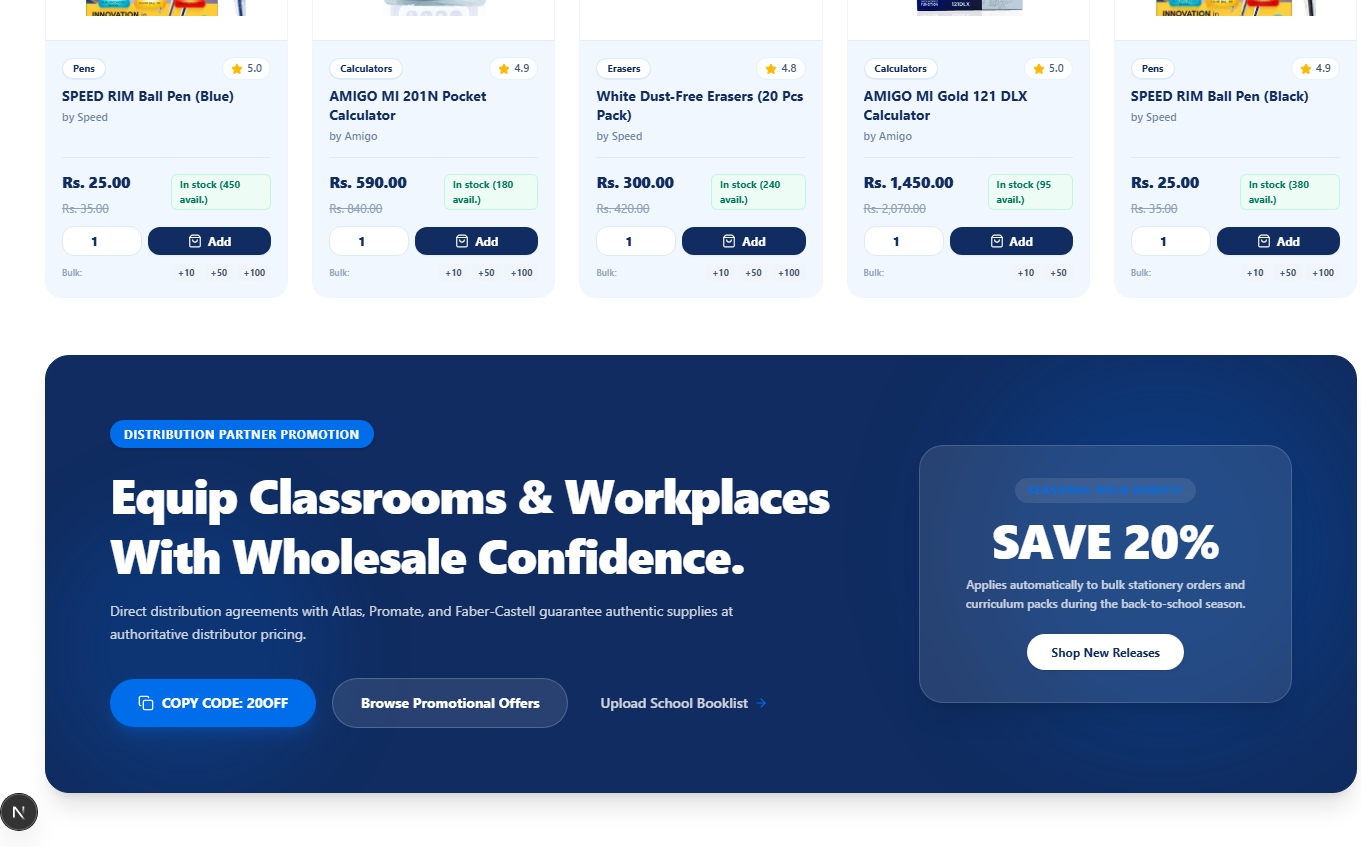 INNOVATION
FUNCTION 121DLX
INNOVATION
Pens 5.0
SPEED RIM Ball Pen (Blue)
by Speed
Rs. 25.00
Rs. 35.00
In stock (450
avail.)
1 Add
Bulk: +10 +50 +100
Calculators 4.9
AMIGO MI 201N Pocket
Calculator
by Amigo
Rs. 590.00
Rs. 840.00
In stock (180
avail.)
1 Add
Bulk: +10 +50 +100
Erasers 4.8
White Dust-Free Erasers (20 Pcs
Pack)
by Speed
Rs. 300.00
Rs. 420.00
In stock (240
avail.)
1 Add
Bulk: +10 +50 +100
Calculators 5.0
AMIGO MI Gold 121 DLX
Calculator
by Amigo
Rs. 1,450.00
Rs. 2,070.00
In stock (95
avail.)
1 Add
Bulk: +10 +50
Pens 4.9
SPEED RIM Ball Pen (Black)
by Speed
Rs. 25.00
Rs. 35.00
In stock (380
avail.)
1 Add
Bulk: +10 +50 +100
DISTRIBUTION PARTNER PROMOTION
Equip Classrooms & Workplaces
With Wholesale Confidence.
Direct distribution agreements with Atlas, Promate, and Faber-Castell guarantee authentic supplies at
authoritative distributor pricing.
COPY CODE: 20OFF
Browse Promotional Offers
Upload School Booklist →
SEASONAL BULK BENEFIT
SAVE 20%
Applies automatically to bulk stationery orders and
curriculum packs during the back-to-school season.
Shop New Releases
N